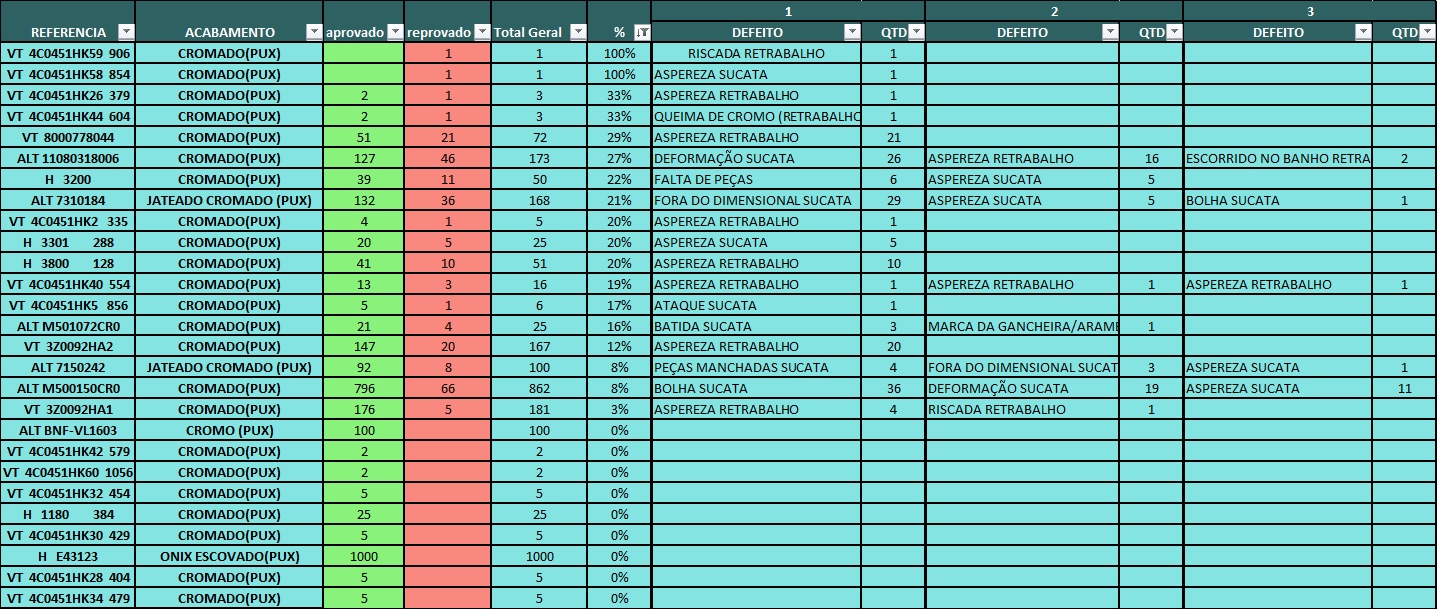 1 2 3
REFERENCIA ACABAMENTO aprovado reprovado Total Geral % DEFEITO QTD DEFEITO QTD DEFEITO QTD
VT 4C0451HK59 906 CROMADO(PUX) 1 1 100% RISCADA RETRABALHO 1
VT 4C0451HK58 854 CROMADO(PUX) 1 1 100% ASPEREZA SUCATA 1
VT 4C0451HK26 379 CROMADO(PUX) 2 1 3 33% ASPEREZA RETRABALHO 1
VT 4C0451HK44 604 CROMADO(PUX) 2 1 3 33% QUEIMA DE CROMO (RETRABALHO 1
VT 8000778044 CROMADO(PUX) 51 21 72 29% ASPEREZA RETRABALHO 21
ALT 11080318006 CROMADO(PUX) 127 46 173 27% DEFORMAÇÃO SUCATA 26 ASPEREZA RETRABALHO 16 ESCORRIDO NO BANHO RETRA 2
H 3200 CROMADO(PUX) 39 11 50 22% FALTA DE PEÇAS 6 ASPEREZA SUCATA 5
ALT 7310184 JATEADO CROMADO (PUX) 132 36 168 21% FORA DO DIMENSIONAL SUCATA 29 ASPEREZA SUCATA 5 BOLHA SUCATA 1
VT 4C0451HK2 335 CROMADO(PUX) 4 1 5 20% ASPEREZA RETRABALHO 1
H 3301 288 CROMADO(PUX) 20 5 25 20% ASPEREZA SUCATA 5
H 3800 128 CROMADO(PUX) 41 10 51 20% ASPEREZA RETRABALHO 10
VT 4C0451HK40 554 CROMADO(PUX) 13 3 16 19% ASPEREZA RETRABALHO 1 ASPEREZA RETRABALHO 1 ASPEREZA RETRABALHO 1
VT 4C0451HK5 856 CROMADO(PUX) 5 1 6 17% ATAQUE SUCATA 1
ALT M501072CR0 CROMADO(PUX) 21 4 25 16% BATIDA SUCATA 3 MARCA DA GANCHEIRA/ARAME 1
VT 3Z0092HA2 CROMADO(PUX) 147 20 167 12% ASPEREZA RETRABALHO 20
ALT 7150242 JATEADO CROMADO (PUX) 92 8 100 8% PEÇAS MANCHADAS SUCATA 4 FORA DO DIMENSIONAL SUCAT 3 ASPEREZA SUCATA 1
ALT M500150CR0 CROMADO(PUX) 796 66 862 8% BOLHA SUCATA 36 DEFORMAÇÃO SUCATA 19 ASPEREZA SUCATA 11
VT 3Z0092HA1 CROMADO(PUX) 176 5 181 3% ASPEREZA RETRABALHO 4 RISCADA RETRABALHO 1
ALT BNF-VL1603 CROMO (PUX) 100 100 0%
VT 4C0451HK42 579 CROMADO(PUX) 2 2 0%
VT 4C0451HK60 1056 CROMADO(PUX) 2 2 0%
VT 4C0451HK32 454 CROMADO(PUX) 5 5 0%
H 1180 384 CROMADO(PUX) 25 25 0%
VT 4C0451HK30 429 CROMADO(PUX) 5 5 0%
H E43123 ONIX ESCOVADO(PUX) 1000 1000 0%
VT 4C0451HK28 404 CROMADO(PUX) 5 5 0%
VT 4C0451HK34 479 CROMADO(PUX) 5 5 0%